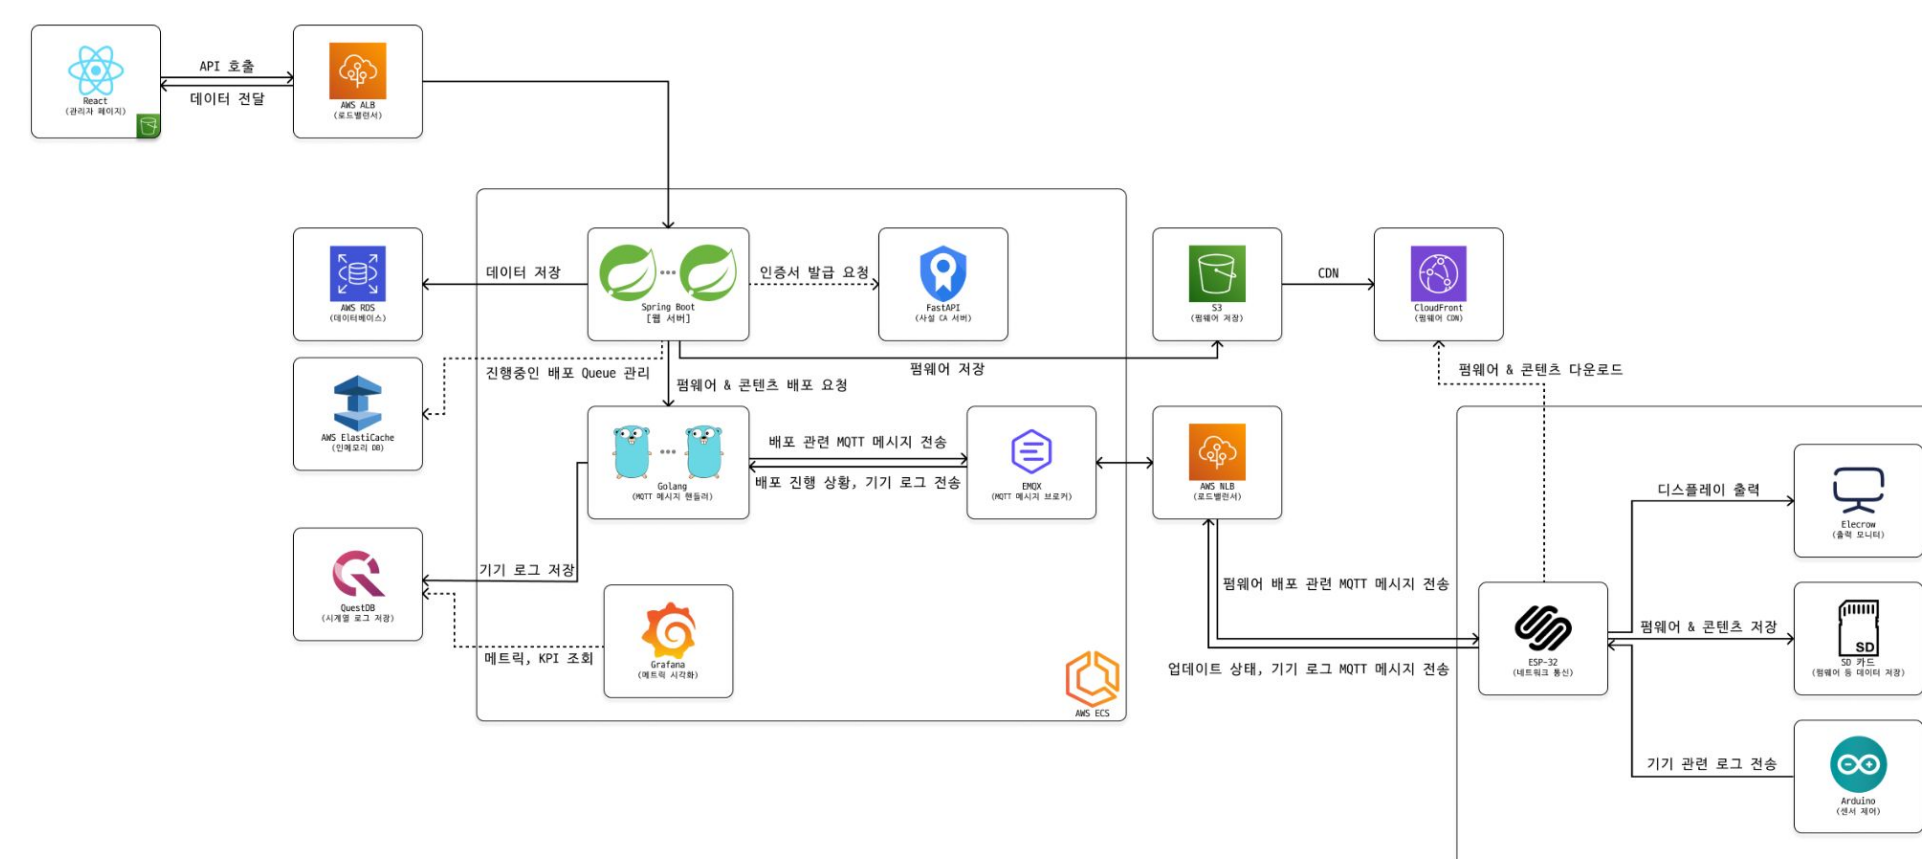 API 호출
데이터 전달
React
(관리자 페이지)
AWS ALB
(로드밸런서)
데이터 저장
인증서 발급 요청
AWS RDS
(데이터베이스)
Spring Boot
[웹 서버]
FastAPI
(사설 CA 서버)
S3
(펌웨어 저장)
CDN
CloudFront
(펌웨어 CDN)
진행중인 배포 Queue 관리
펌웨어 & 콘텐츠 배포 요청
펌웨어 저장
펌웨어 & 콘텐츠 다운로드
AWS ElastiCache
(인메모리 DB)
Golang
(MQTT 메시지 핸들러)
배포 관련 MQTT 메시지 전송
배포 진행 상황, 기기 로그 전송
EMQX
(MQTT 메시지 브로커)
AWS NLB
(로드밸런서)
디스플레이 출력
Elecrow
(출력 모니터)
기기 로그 저장
QuestDB
(시계열 로그 저장)
메트릭, KPI 조회
Grafana
(메트릭 시각화)
AWS ECS
펌웨어 배포 관련 MQTT 메시지 전송
업데이트 상태, 기기 로그 MQTT 메시지 전송
ESP-32
(네트워크 통신)
펌웨어 & 콘텐츠 저장
SD
SD 카드
(펌웨어 등 데이터 저장)
기기 관련 로그 전송
Arduino
(센서 제어)